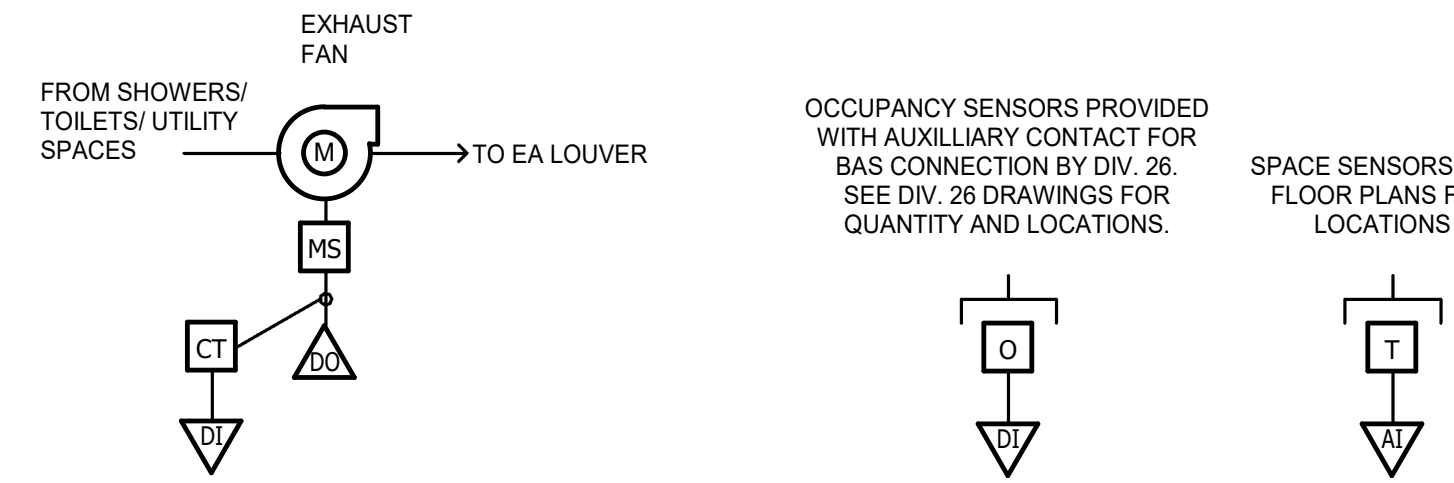 EXHAUST
FAN
FROM SHOWERS/
TOILETS/ UTILITY
SPACES
M
TO EA LOUVER
MS
CT
DO
DI
OCCUPANCY SENSORS PROVIDED
WITH AUXILLIARY CONTACT FOR
BAS CONNECTION BY DIV. 26.
SEE DIV. 26 DRAWINGS FOR
QUANTITY AND LOCATIONS.
O
DI
SPACE SENSORS
FLOOR PLANS F
LOCATIONS
T
AI